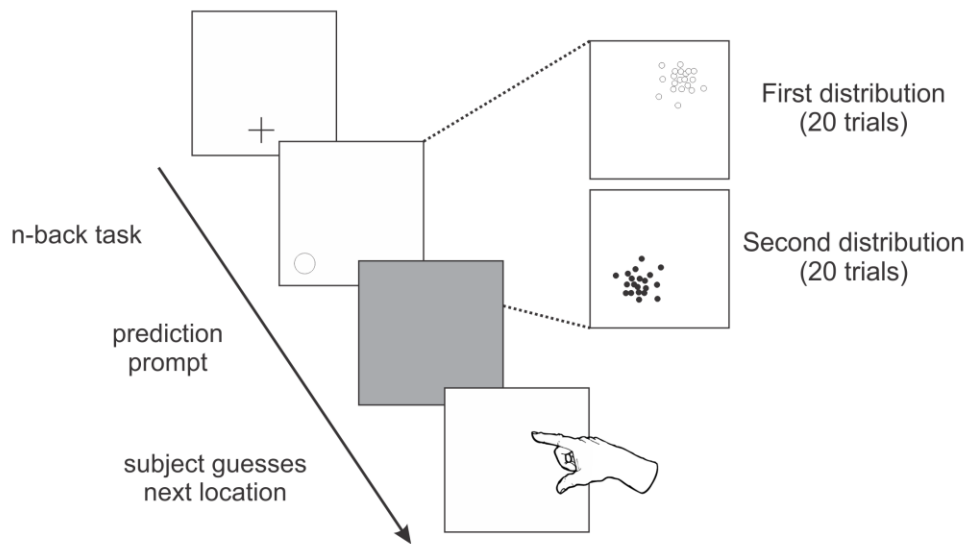 First distribution
(20 trials)
n-back task
Second distribution
(20 trials)
prediction
prompt
subject guesses
next location